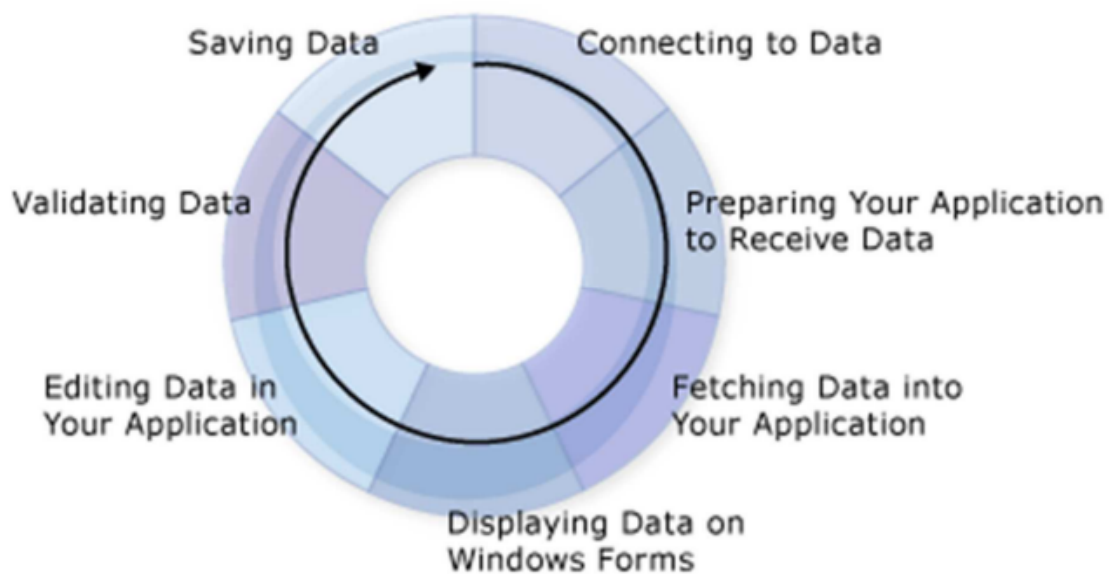 Saving Data
Connecting to Data
Validating Data
Preparing Your Application
to Receive Data
Editing Data in
Your Application
Fetching Data into
Your Application
Displaying Data on
Windows Forms